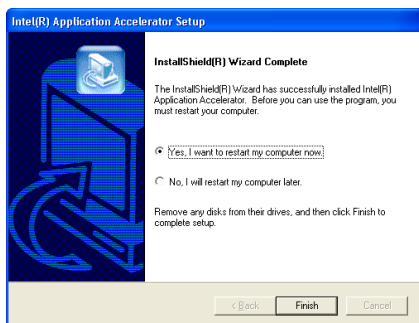 Intel(R) Application Accelerator Setup
InstallShield(R) Wizard Complete
The InstallShield(R) Wizard has successfully installed Intel(R)
Application Accelerator. Before you can use the program, you
must restart your computer.
Yes, I want to restart my computer now.
No, I will restart my computer later.
Remove any disks from their drives, and then click Finish to
complete setup.
< Back
Finish
Cancel